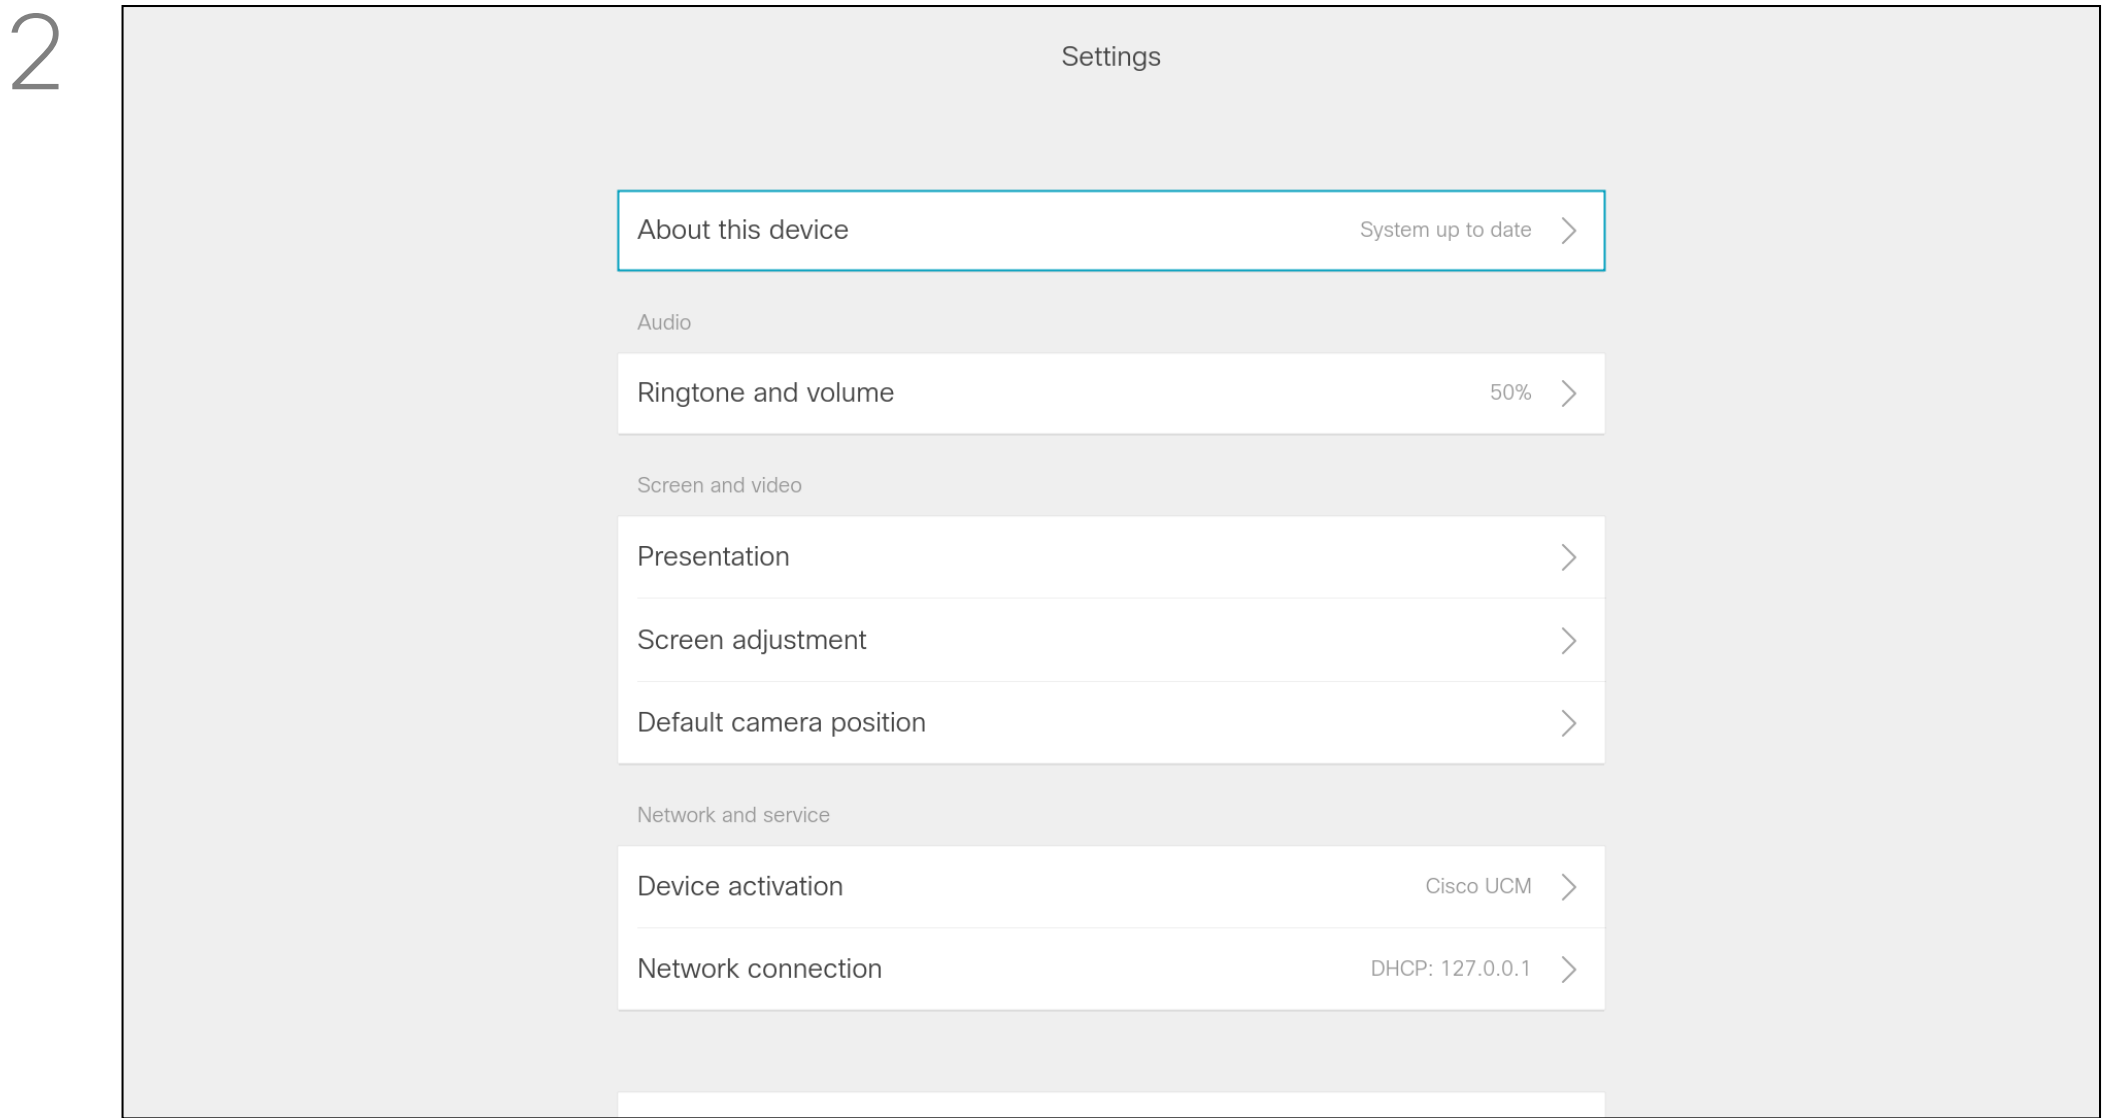 2
Settings
About this device System up to date
Audio
Ringtone and volume 50%
Screen and video
Presentation
Screen adjustment
Default camera position
Network and service
Device activation Cisco UCM
Network connection DHCP: 127.0.0.1